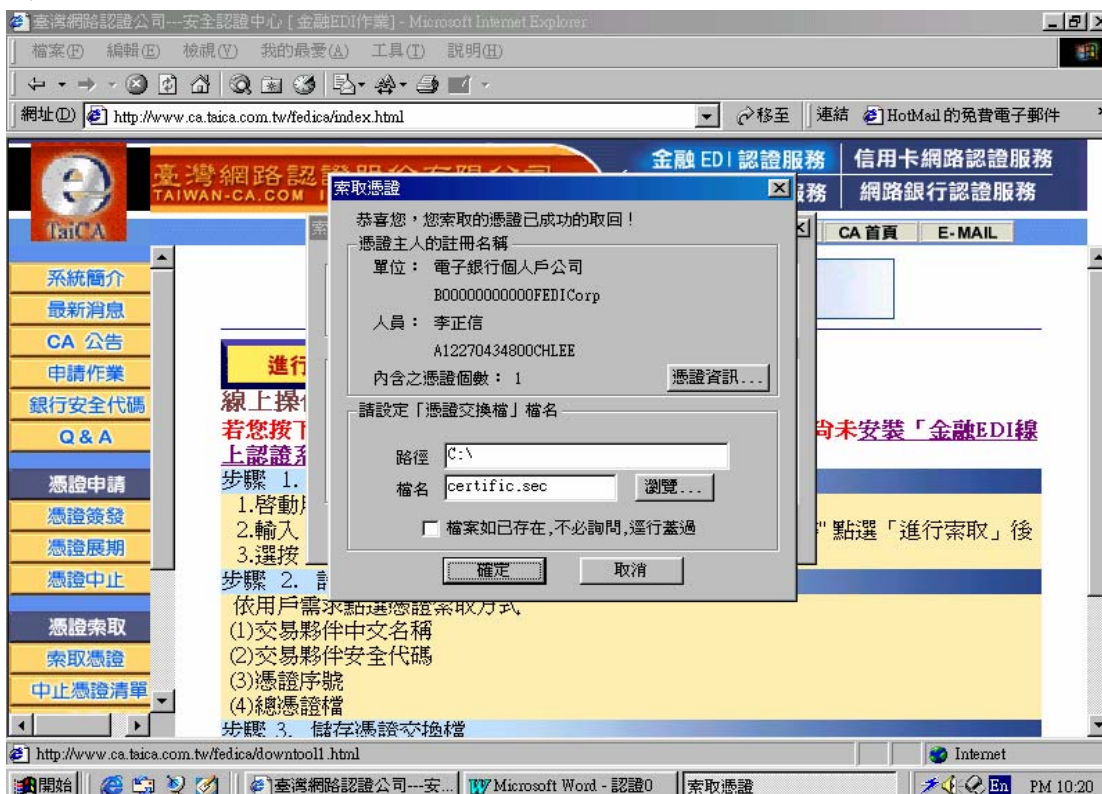 臺灣網路認證公司---安全認證中心 [ 金融EDI作業] - Microsoft Internet Explorer
檔案(F) 編輯(E) 檢視(V) 我的最愛(A) 工具(T) 說明(H)
網址(D) http://www.ca.taica.com.tw/fedica/index.html 移至 連結 HotMail 的免費電子郵件
金融 EDI 認證服務 信用卡網路認證服務
臺灣網路認
TAIWAN-CA.COM
務 網路銀行認證服務
TaiCA
CA 首頁 E-MAIL
索取憑證
恭喜您，您索取的憑證已成功的取回！
憑證主人的註冊名稱
單位： 電子銀行個人戶公司
B00000000000FEDICorp
人員： 李正信
A12270434800CHLEE
內含之憑證個數： 1 憑證資訊...
請設定「憑證交換檔」檔名
路徑 C:\
檔名 certific.sec 瀏覽...
檔案如已存在,不必詢問,逕行蓋過
確定 取消
系統簡介
最新消息
CA 公告
申請作業
銀行安全代碼
Q & A
憑證申請
憑證簽發
憑證展期
憑證中止
憑證索取
索取憑證
中止憑證清單
進行
線上操
若您按下 尚未安裝「金融EDI線
上認證系
步驟 1.
1.啓動
2.輸入 " 點選「進行索取」後
3.選按
步驟 2.
依用戶需求點選憑證索取方式
(1)交易夥伴中文名稱
(2)交易夥伴安全代碼
(3)憑證序號
(4)總憑證檔
步驟 3. 儲存憑證交換檔
http://www.ca.taica.com.tw/fedica/downtool1.html Internet
開始 臺灣網路認證公司---安... Microsoft Word - 認證0 索取憑證 En PM 10:20